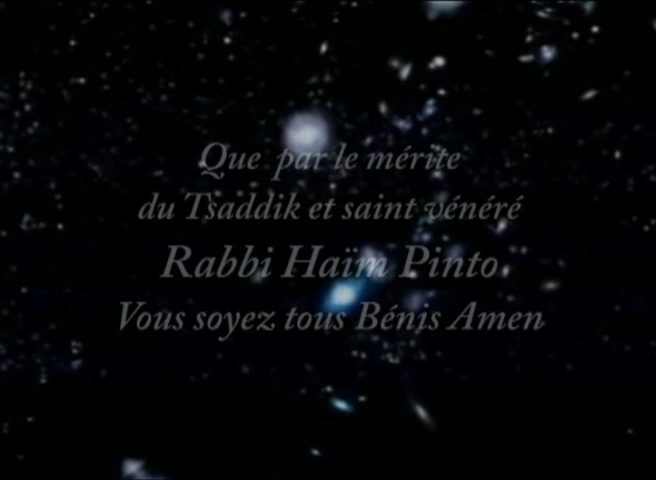 Que par le mérite
du Tsaddik et saint vénéré
Rabbi Haïm Pinto
Vous soyez tous Bénis Amen